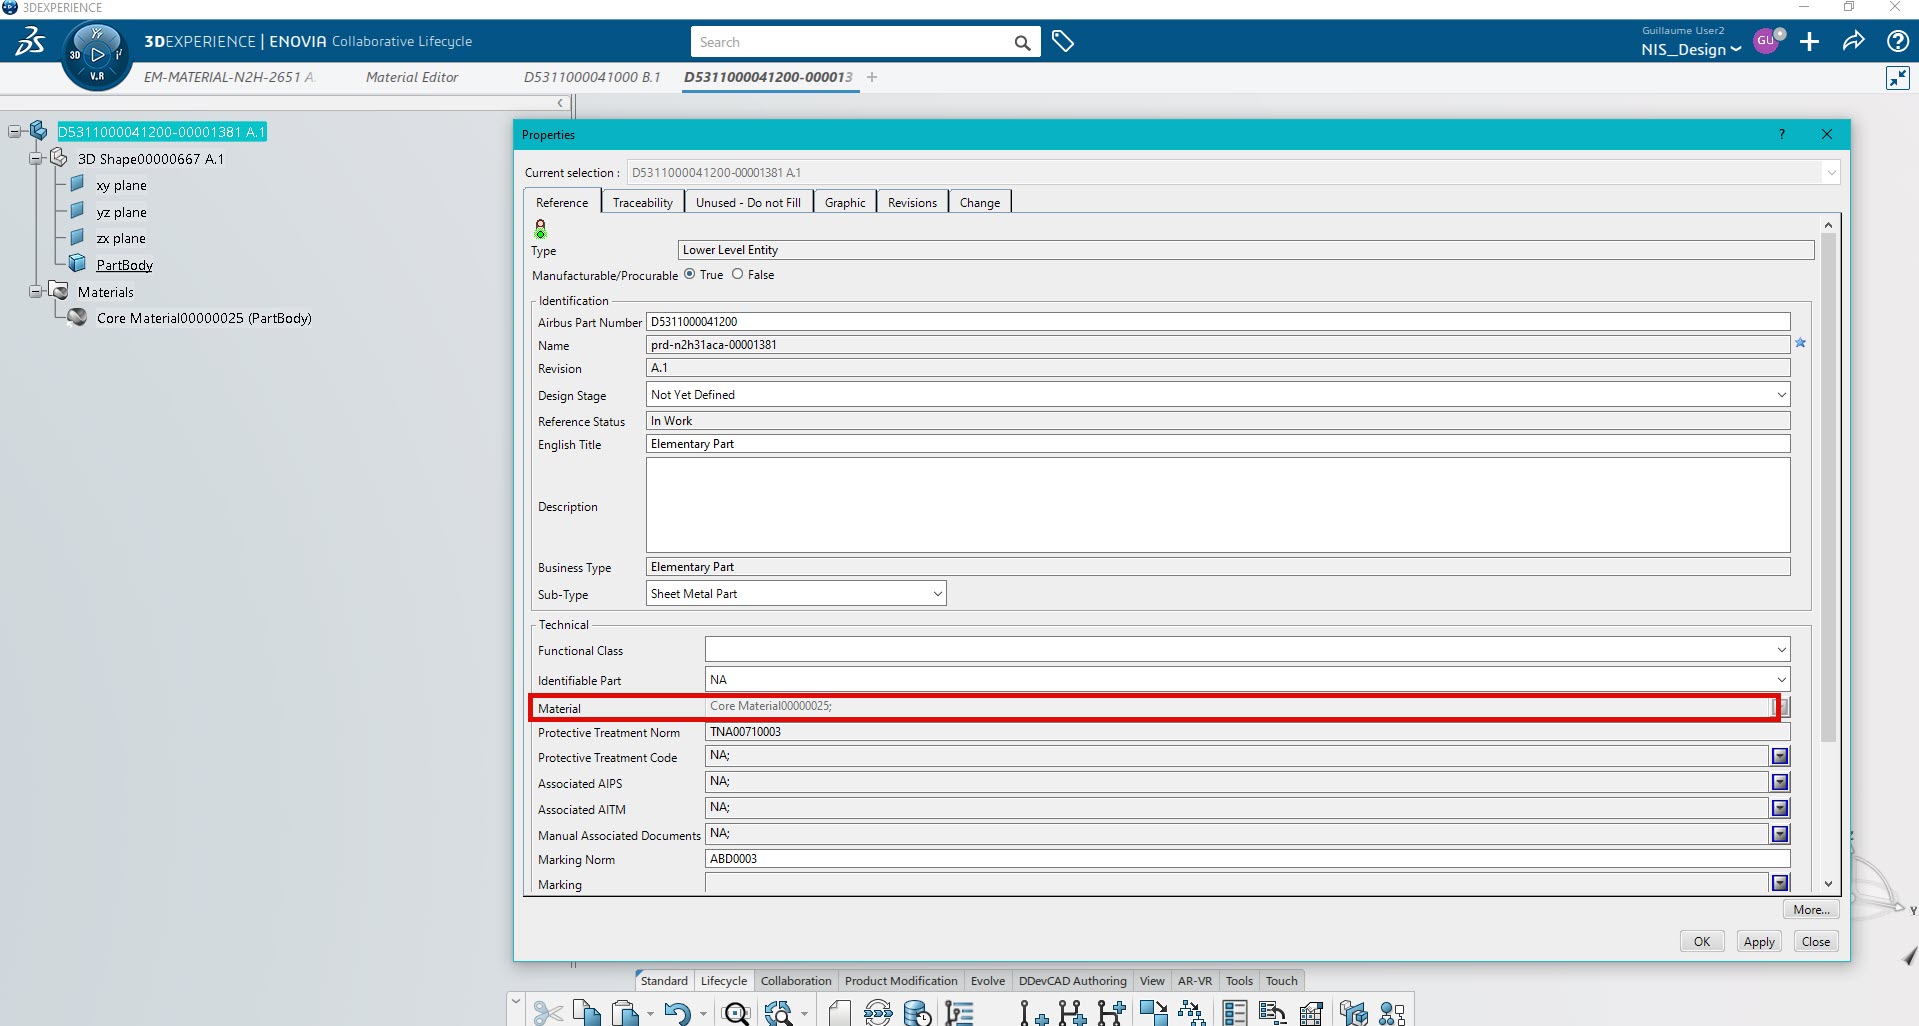 3DEXPERIENCE
3DEXPERIENCE | ENOVIA Collaborative Lifecycle
Search
Guillaume User2
NIS_Design
GU
3D
V.R
EM-MATERIAL-N2H-2651 A.
Material Editor
D5311000041000 B.1
D5311000041200-000013
D5311000041200-00001381 A.1
3D Shape00000667 A.1
xy plane
yz plane
zx plane
PartBody
Materials
Core Material00000025 (PartBody)
Properties
?
Current selection :
D5311000041200-00001381 A.1
Reference
Traceability
Unused - Do not Fill
Graphic
Revisions
Change
Type
Lower Level Entity
Manufacturable/Procurable
True
False
Identification
Airbus Part Number
D5311000041200
Name
prd-n2h31aca-00001381
Revision
A.1
Design Stage
Not Yet Defined
Reference Status
In Work
English Title
Elementary Part
Description
Business Type
Elementary Part
Sub-Type
Sheet Metal Part
Technical
Functional Class
Identifiable Part
NA
Material
Core Material00000025;
Protective Treatment Norm
TNA00710003
Protective Treatment Code
NA;
Associated AIPS
NA;
Associated AITM
NA;
Manual Associated Documents
NA;
Marking Norm
ABD0003
Marking
More...
OK
Apply
Close
Y
Standard
Lifecycle
Collaboration
Product Modification
Evolve
DDevCAD Authoring
View
AR-VR
Tools
Touch